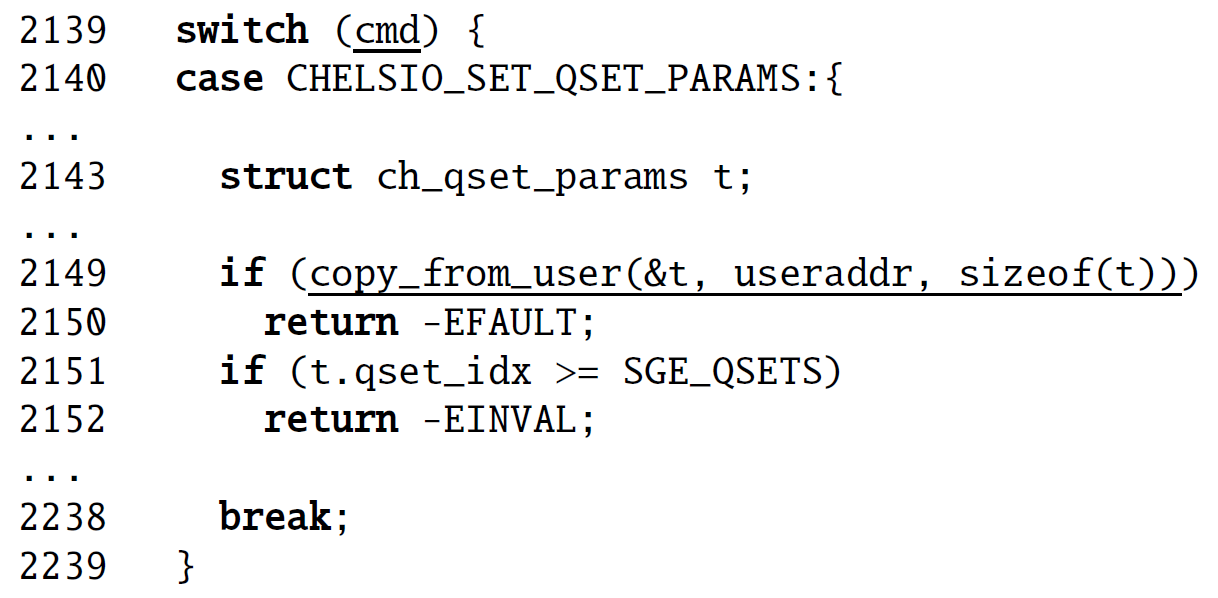 2139 switch (cmd) {
2140 case CHELSIO_SET_QSET_PARAMS:{
...
2143 struct ch_qset_params t;
...
2149 if (copy_from_user(&t, useraddr, sizeof(t)))
2150 return -EFAULT;
2151 if (t.qset_idx >= SGE_QSETS)
2152 return -EINVAL;
...
2238 break;
2239 }